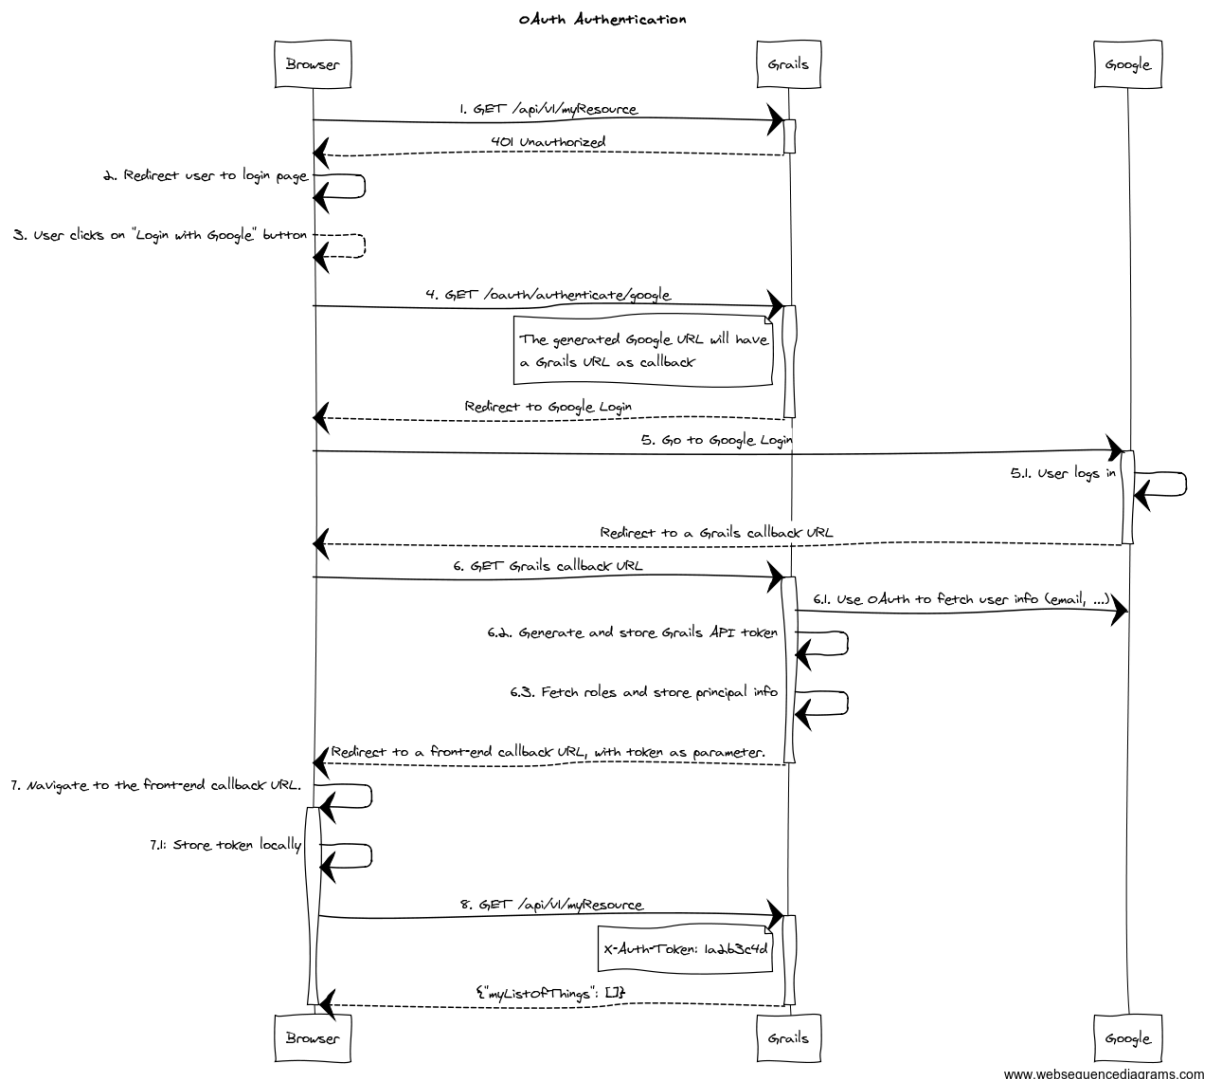 OAuth Authentication
Browser
Grails
Google
1. GET /api/v1/myResource
401 Unauthorized
2. Redirect user to login page
3. User clicks on "Login with Google" button
4. GET /oauth/authenticate/google
The generated Google URL will have
a Grails URL as callback
Redirect to Google Login
5. Go to Google Login
5.1. User logs in
Redirect to a Grails callback URL
6. GET Grails callback URL
6.1. Use OAuth to fetch user info (email, ...)
6.2. Generate and store Grails API token
6.3. Fetch roles and store principal info
Redirect to a front-end callback URL, with token as parameter.
7. Navigate to the front-end callback URL.
7.1: Store token locally
8. GET /api/v1/myResource
X-Auth-Token: 1a2b3c4d
{"myListOfThings": []}
Browser
Grails
Google
www.websequencediagrams.com